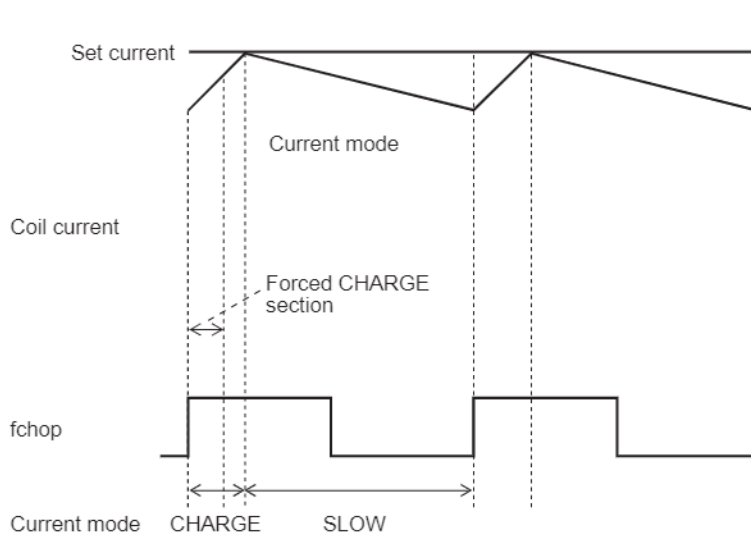 Set current
Current mode
Coil current
Forced CHARGE
section
fchop
Current mode CHARGE SLOW